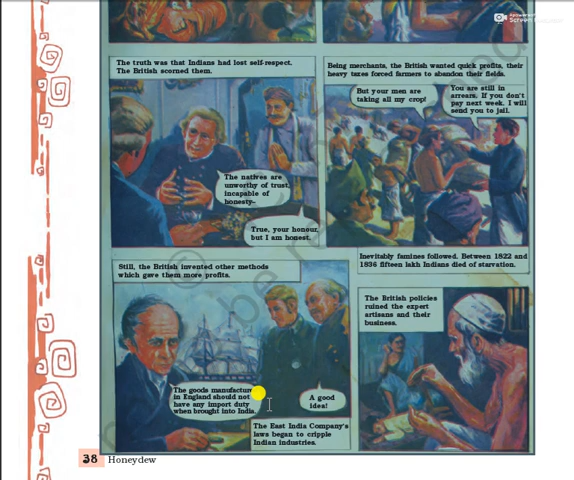 The truth was that Indians had lost self-respect.
The British scorned them.
Being merchants, the British wanted quick profits, their
heavy taxes forced farmers to abandon their fields.
But your men are
taking all my crop!
You are still in
arrears. If you don't
pay next week. I will
send you to jail.
The natives are
unworthy of trust,
incapable of
honesty-
True, your honour,
but I am honest.
Inevitably famines followed. Between 1822 and
1836 fifteen lakh Indians died of starvation.
Still, the British invented other methods
which gave them more profits.
The British policies
ruined the expert
artisans and their
business.
The goods manufactur
in England should not
have any import duty
when brought into India.
A good
idea!
The East India Company's
laws began to cripple
Indian industries.
38 Honeydew